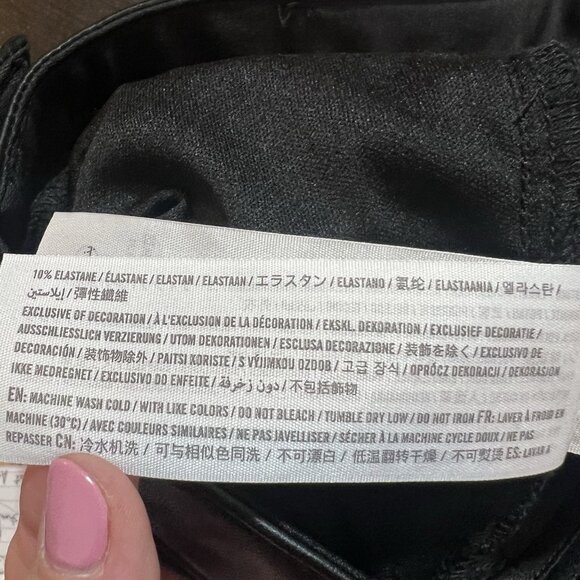 10% ELASTANE / ÉLASTANE / ELASTAN / ELASTAAN / エラスタン / ELASTANO / 氨纶 / ELASTAANIA / 엘라스탄 /
إيلاستين / 彈性纖維
EXCLUSIVE OF DECORATION / À L'EXCLUSION DE LA DÉCORATION / EKSKL. DEKORATION / EXCLUSIEF DECORATIE /
AUSSCHLIESSLICH VERZIERUNG / UTOM DEKORATIONEN / ESCLUSA DECORAZIONE / 装飾を除く / EXCLUSIVO DE
DECORACIÓN / 装饰物除外 / PAITSI KORISTE / S VÝJIMKOU OZDOB / 고급 장식 / OPRÓCZ DEKORACJI / DEKORASJON
IKKE MEDREGNET / EXCLUSIVO DO ENFEITE / دون زخرفة / 不包括飾物
EN: MACHINE WASH COLD / WITH LIKE COLORS / DO NOT BLEACH / TUMBLE DRY LOW / DO NOT IRON FR: LAVER À FROID EN
MACHINE (30°C) / AVEC COULEURS SIMILAIRES / NE PAS JAVELLISER / SÉCHER À LA MACHINE CYCLE DOUX / NE PAS
REPASSER CN: 冷水机洗 / 可与相似色同洗 / 不可漂白 / 低温翻转干燥 / 不可熨烫 ES: LAVAR A